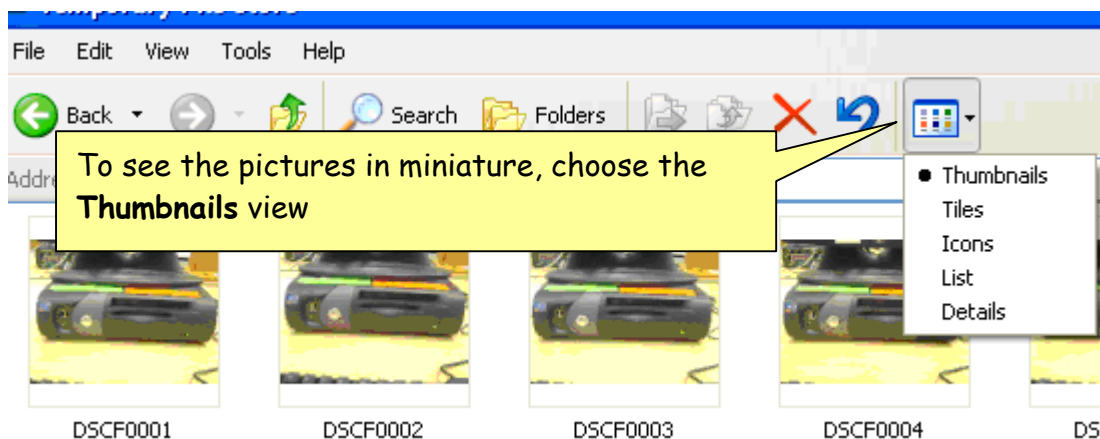 File Edit View Tools Help
Back Search Folders
To see the pictures in miniature, choose the
Thumbnails view
Thumbnails
Tiles
Icons
List
Details
DSCF0001 DSCF0002 DSCF0003 DSCF0004